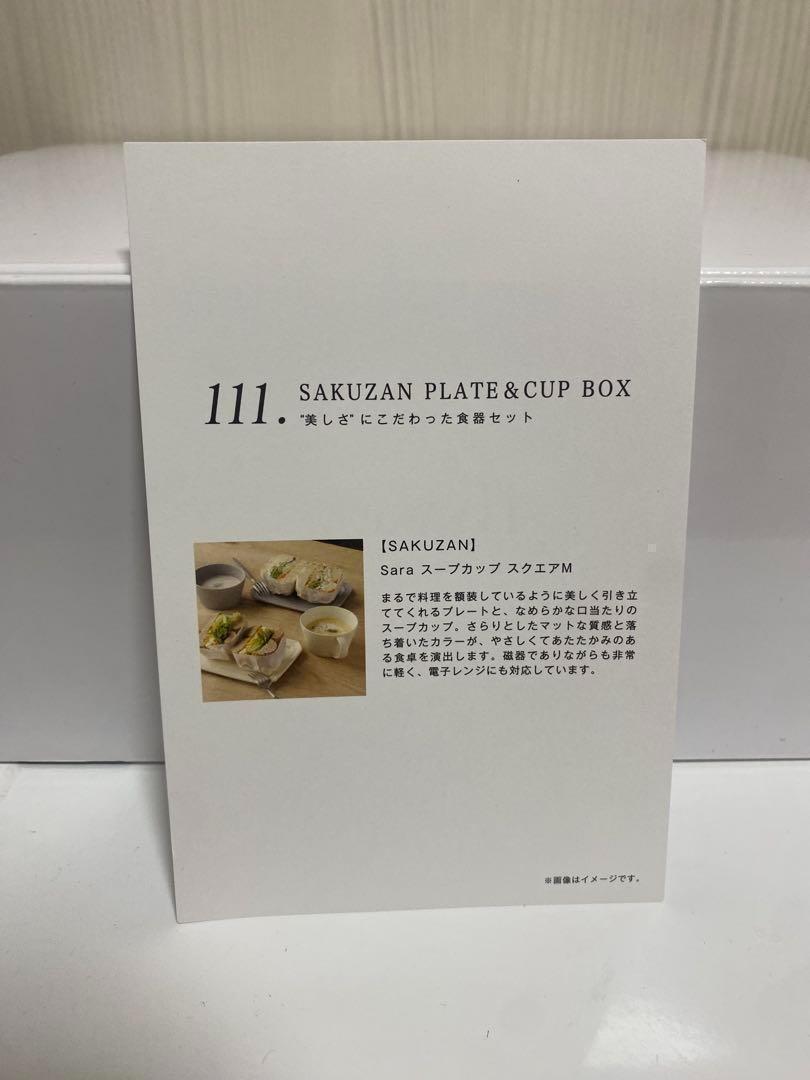 111. SAKUZAN PLATE&CUP BOX
"美しさ"にこだわった食器セット
【SAKUZAN】
Sara スープカップ スクエアM
まるで料理を額装しているように美しく引き立
ててくれるプレートと、なめらかな口当たりの
スープカップ。さらりとしたマットな質感と落
ち着いたカラーが、やさしくてあたたかみのあ
る食卓を演出します。磁器でありながらも非常
に軽く、電子レンジにも対応しています。
※画像はイメージです。